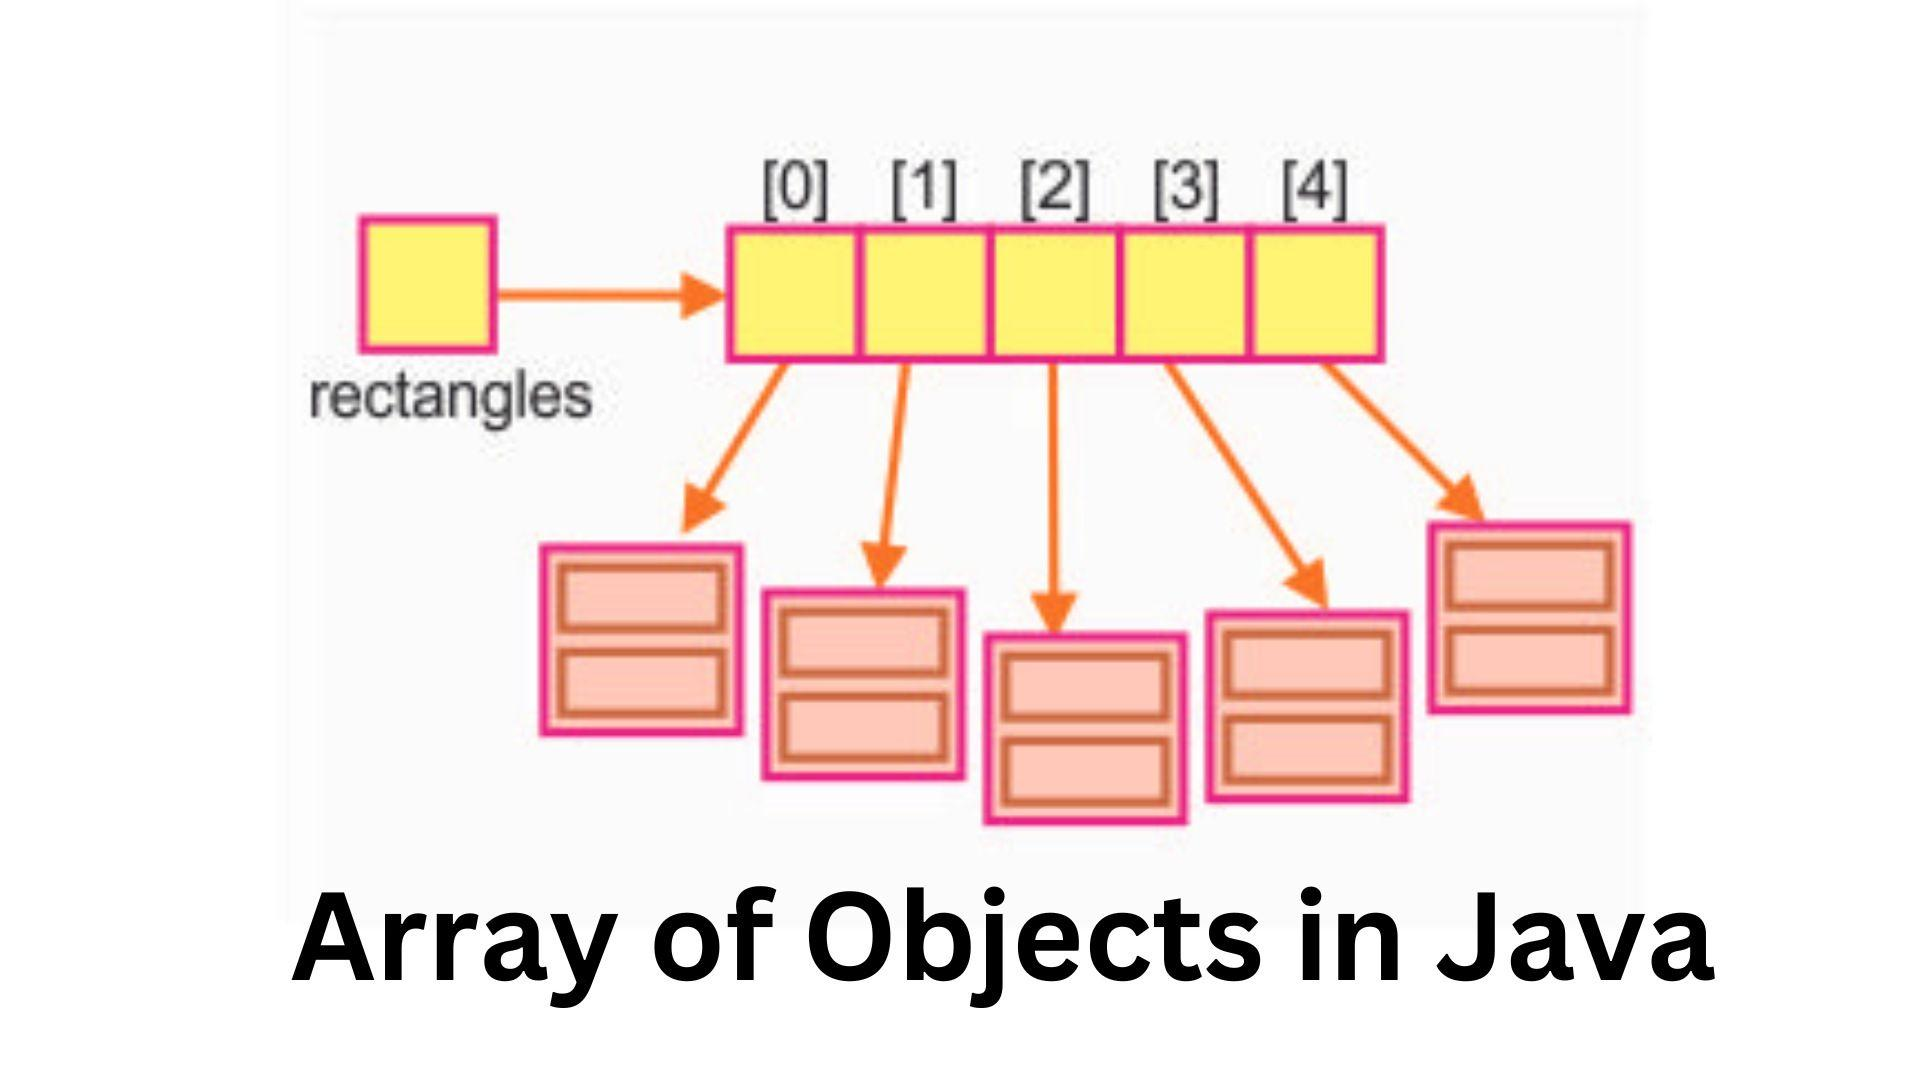 [0] [1] [2] [3] [4]
rectangles
Array of Objects in Java